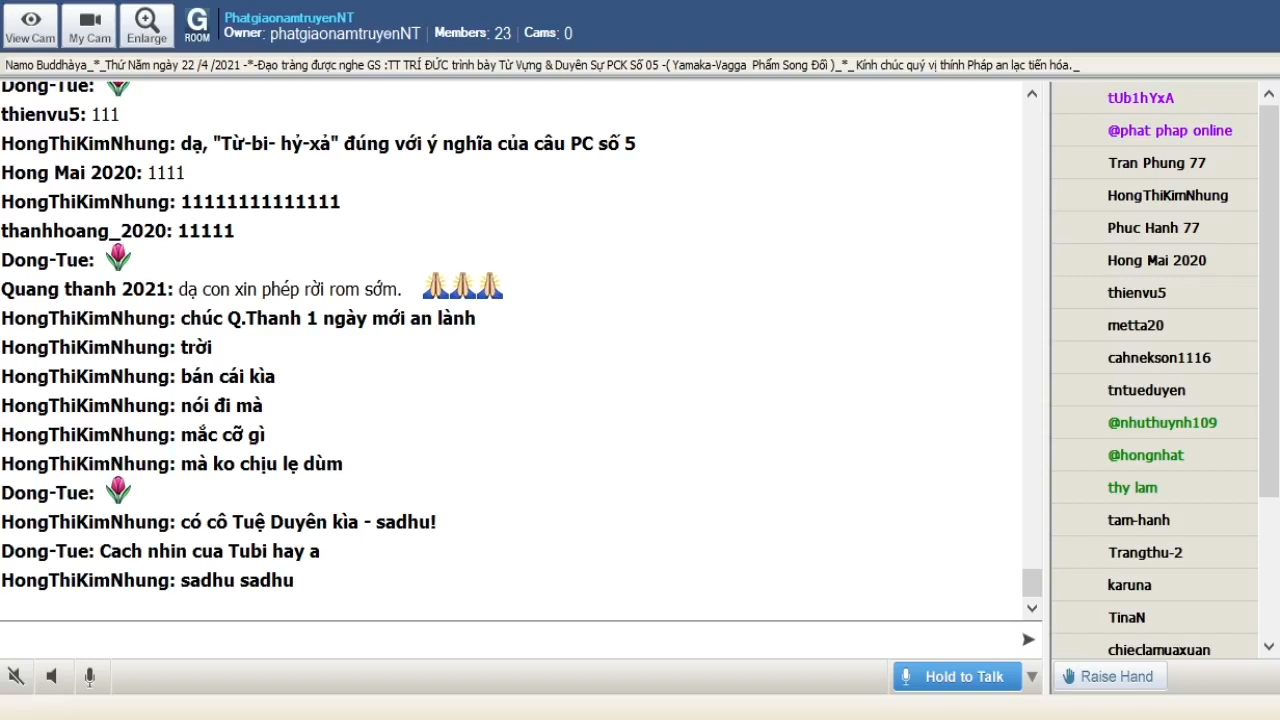 View Cam
My Cam
Enlarge
G
ROOM
PhatgiaonamtruyenNT
Owner: phatgiaonamtruyenNT | Members: 23 | Cams: 0
Namo Buddhàya_*_Thứ Năm ngày 22 /4 /2021 -*-Đạo tràng được nghe GS :TT TRÍ ĐỨC trình bày Từ Vựng & Duyên Sự PCK Số 05 -( Yamaka-Vagga Phẩm Song Đối )_*_ Kính chúc quý vị thính Pháp an lạc tiến hóa._
Dong-Tue:
thienvu5: 111
HongThiKimNhung: dạ, "Từ-bi- hỷ-xả" đúng với ý nghĩa của câu PC số 5
Hong Mai 2020: 1111
HongThiKimNhung: 11111111111111
thanhhoang_2020: 11111
Dong-Tue:
Quang thanh 2021: dạ con xin phép rời rom sớm.
HongThiKimNhung: chúc Q.Thanh 1 ngày mới an lành
HongThiKimNhung: trời
HongThiKimNhung: bán cái kìa
HongThiKimNhung: nói đi mà
HongThiKimNhung: mắc cỡ gì
HongThiKimNhung: mà ko chịu lẹ dùm
Dong-Tue:
HongThiKimNhung: có cô Tuệ Duyên kìa - sadhu!
Dong-Tue: Cach nhin cua Tubi hay a
HongThiKimNhung: sadhu sadhu
tUb1hYxA
@phat phap online
Tran Phung 77
HongThiKimNhung
Phuc Hanh 77
Hong Mai 2020
thienvu5
metta20
cahnekson1116
tntueduyen
@nhuthuynh109
@hongnhat
thy lam
tam-hanh
Trangthu-2
karuna
TinaN
chieclamuaxuan
Hold to Talk
Raise Hand